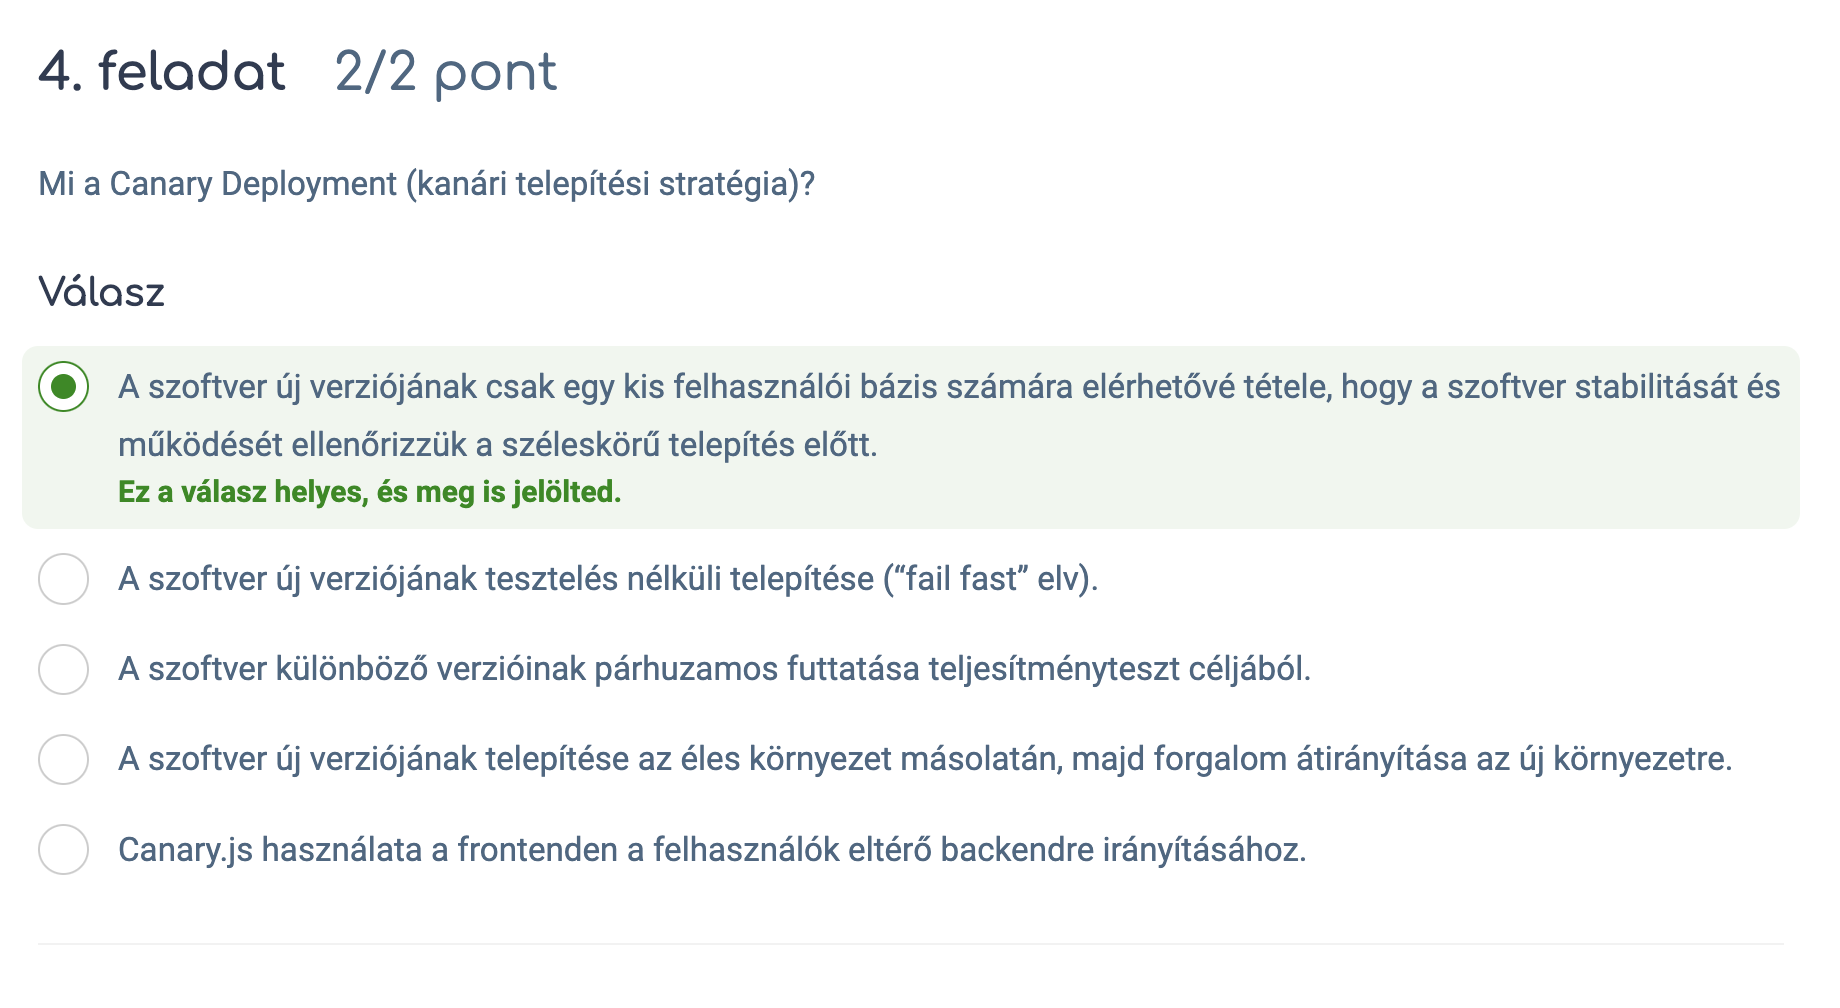 4. feladat 2/2 pont
Mi a Canary Deployment (kanári telepítési stratégia)?
Válasz
A szoftver új verziójának csak egy kis felhasználói bázis számára elérhetővé tétele, hogy a szoftver stabilitását és
működését ellenőrizzük a széleskörű telepítés előtt.
Ez a válasz helyes, és meg is jelölted.
A szoftver új verziójának tesztelés nélküli telepítése (“fail fast” elv).
A szoftver különböző verzióinak párhuzamos futtatása teljesítményteszt céljából.
A szoftver új verziójának telepítése az éles környezet másolatán, majd forgalom átirányítása az új környezetre.
Canary.js használata a frontenden a felhasználók eltérő backendre irányításához.